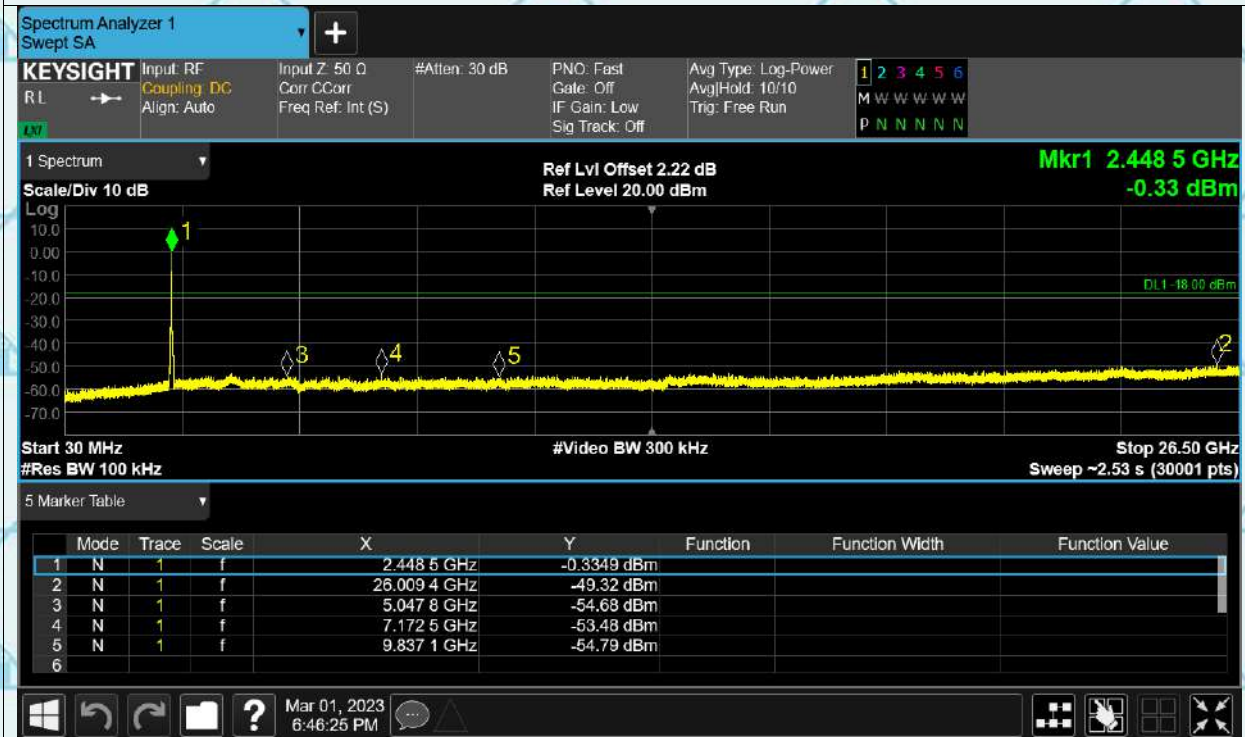 Spectrum Analyzer 1
Swept SA
+
KEYSIGHT Input: RF Input Z: 50 Ω #Atten: 30 dB PNO: Fast Avg Type: Log-Power 1 2 3 4 5 6
RL Coupling: DC Corr CCorr Gate: Off Avg|Hold: 10/10 M W W W W W
Align: Auto Freq Ref: Int (S) IF Gain: Low Trig: Free Run
LXI Sig Track: Off P N N N N N
1 Spectrum Ref Lvl Offset 2.22 dB Mkr1 2.448 5 GHz
Scale/Div 10 dB Ref Level 20.00 dBm -0.33 dBm
Log
10.0 1
0.00
-10.0
DL1 -18.00 dBm
-20.0
-30.0
-40.0 3 4 5 2
-50.0
-60.0
-70.0
Start 30 MHz #Video BW 300 kHz Stop 26.50 GHz
#Res BW 100 kHz Sweep ~2.53 s (30001 pts)
5 Marker Table
Mode Trace Scale X Y Function Function Width Function Value
1 N 1 f 2.448 5 GHz -0.3349 dBm
2 N 1 f 26.009 4 GHz -49.32 dBm
3 N 1 f 5.047 8 GHz -54.68 dBm
4 N 1 f 7.172 5 GHz -53.48 dBm
5 N 1 f 9.837 1 GHz -54.79 dBm
6
? Mar 01, 2023
6:46:25 PM